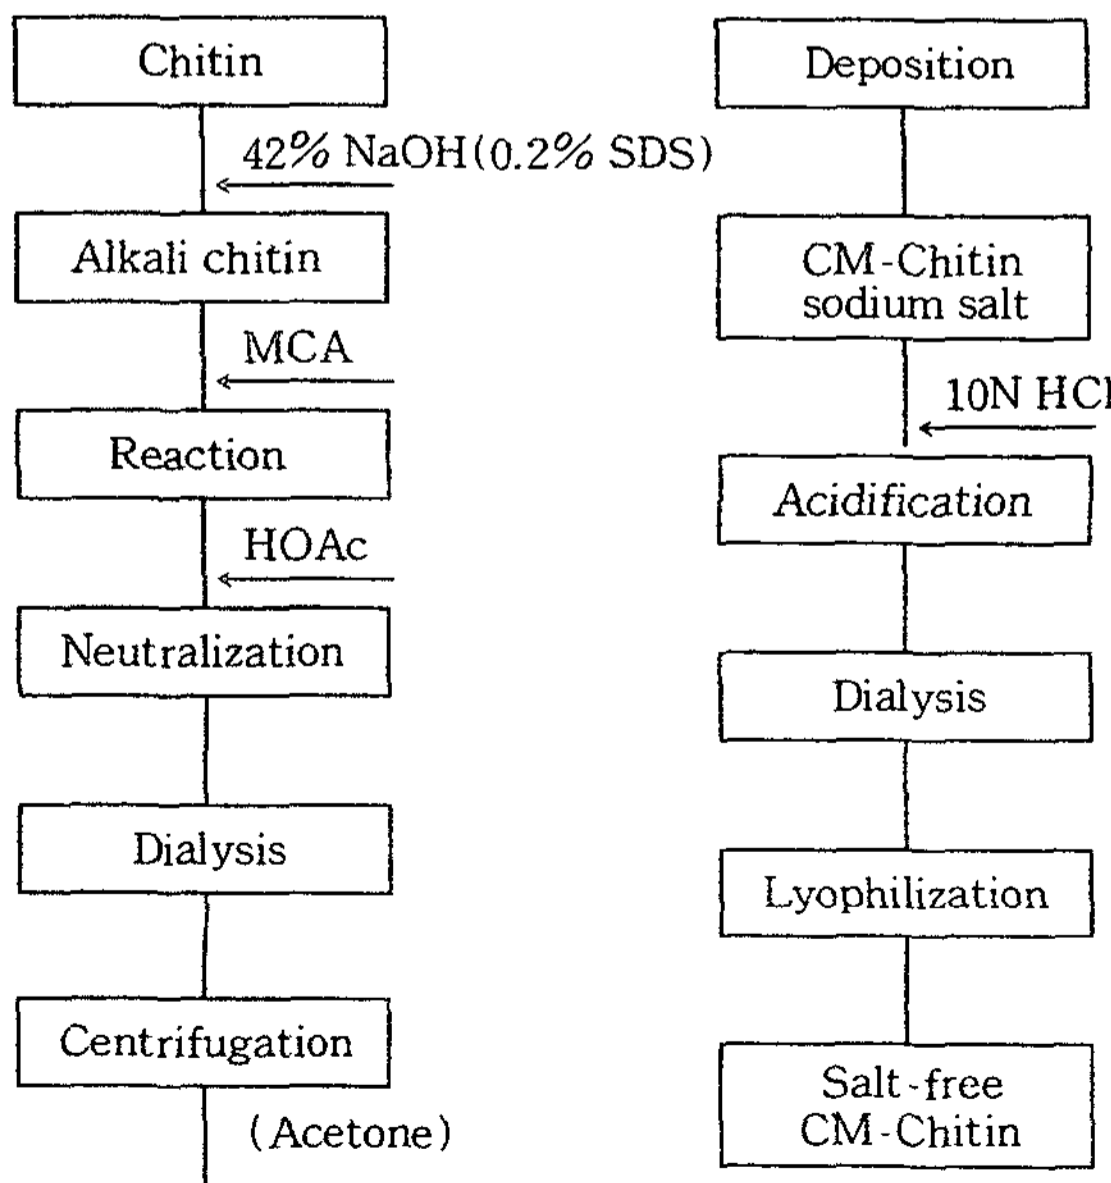 Chitin
42% NaOH(0.2% SDS)
Alkali chitin
MCA
Reaction
HOAc
Neutralization
Dialysis
Centrifugation
(Acetone)
Deposition
CM-Chitin
sodium salt
10N HCl
Acidification
Dialysis
Lyophilization
Salt-free
CM-Chitin